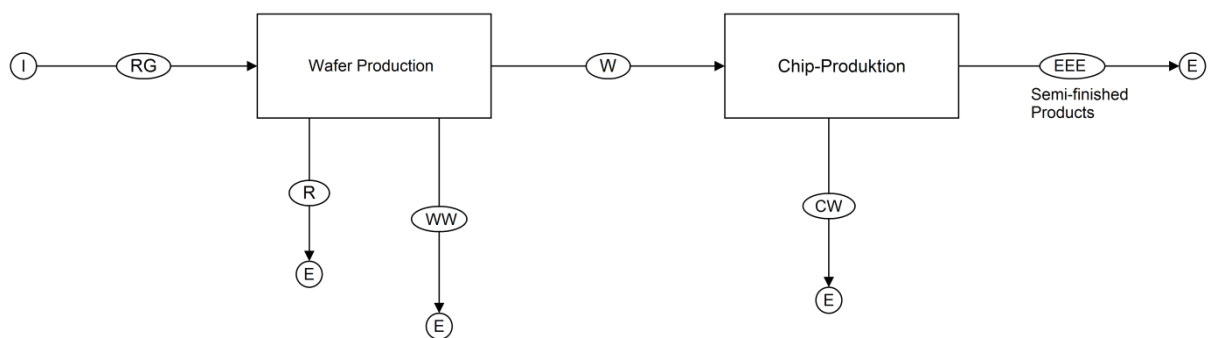 I
RG
Wafer Production
W
Chip-Produktion
EEE
E
Semi-finished
Products
R
WW
CW
E
E
E